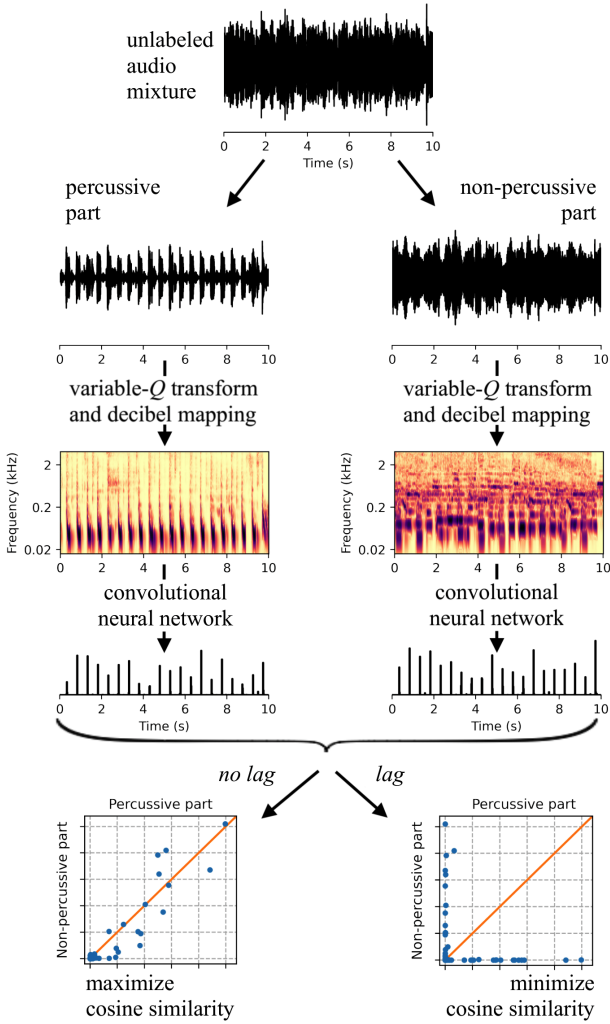 unlabeled
audio
mixture
0 2 4 6 8 10
Time (s)
percussive
part
non-percussive
part
0 2 4 6 8 10
0 2 4 6 8 10
variable-Q transform
and decibel mapping
variable-Q transform
and decibel mapping
Frequency (kHz)
2
0.2
0.02
0 2 4 6 8 10
Frequency (kHz)
2
0.2
0.02
0 2 4 6 8 10
convolutional
neural network
convolutional
neural network
0 2 4 6 8 10
Time (s)
0 2 4 6 8 10
Time (s)
no lag
lag
Percussive part
Non-percussive part
Percussive part
Non-percussive part
maximize
cosine similarity
minimize
cosine similarity